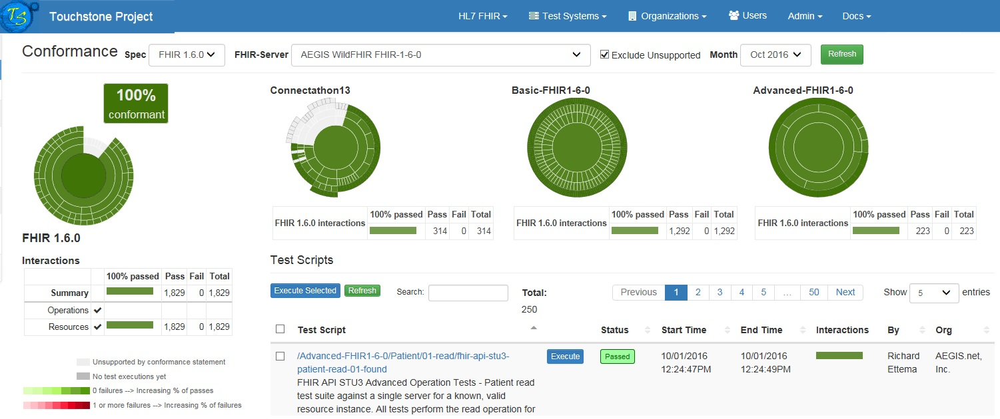 TS
Touchstone Project
HL7 FHIR
Test Systems
Organizations
Users
Admin
Docs
Conformance
Spec
FHIR 1.6.0
FHIR-Server
AEGIS WildFHIR FHIR-1-6-0
Exclude Unsupported
Month
Oct 2016
Refresh
100%
conformant
FHIR 1.6.0
Interactions
100% passed Pass Fail Total
Summary 1,829 0 1,829
Operations
Resources 1,829 0 1,829
Unsupported by conformance statement
No test executions yet
0 failures --> Increasing % of passes
1 or more failures --> Increasing % of failures
Connectathon13
FHIR 1.6.0 interactions
100% passed Pass Fail Total
314 0 314
Basic-FHIR1-6-0
FHIR 1.6.0 interactions
100% passed Pass Fail Total
1,292 0 1,292
Advanced-FHIR1-6-0
FHIR 1.6.0 interactions
100% passed Pass Fail Total
223 0 223
Test Scripts
Execute Selected
Refresh
Search:
Total:
250
Previous 1 2 3 4 5 ... 50 Next
Show 5 entries
Test Script Status Start Time End Time Interactions By Org
/Advanced-FHIR1-6-0/Patient/01-read/fhir-api-stu3-
patient-read-01-found
FHIR API STU3 Advanced Operation Tests - Patient read
test suite against a single server for a known, valid
resource instance. All tests perform the read operation for
Execute
Passed
10/01/2016
12:24:47PM
10/01/2016
12:24:49PM
Richard
Ettema
AEGIS.net,
Inc.